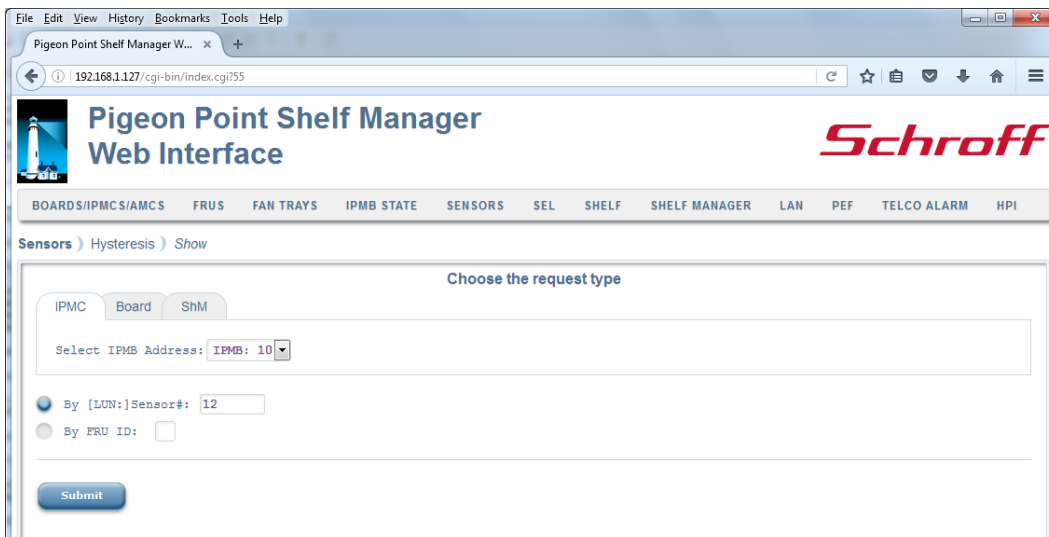 File Edit View History Bookmarks Tools Help
Pigeon Point Shelf Manager W... × +
192.168.1.127/cgi-bin/index.cgi?55
Pigeon Point Shelf Manager
Web Interface
Schroff
BOARDS/IPMCS/AMCS FRUS FAN TRAYS IPMB STATE SENSORS SEL SHELF SHELF MANAGER LAN PEF TELCO ALARM HPI
Sensors ) Hysteresis ) Show
Choose the request type
IPMC Board ShM
Select IPMB Address: IPMB: 10
By [LUN:]Sensor#: 12
By FRU ID:
Submit